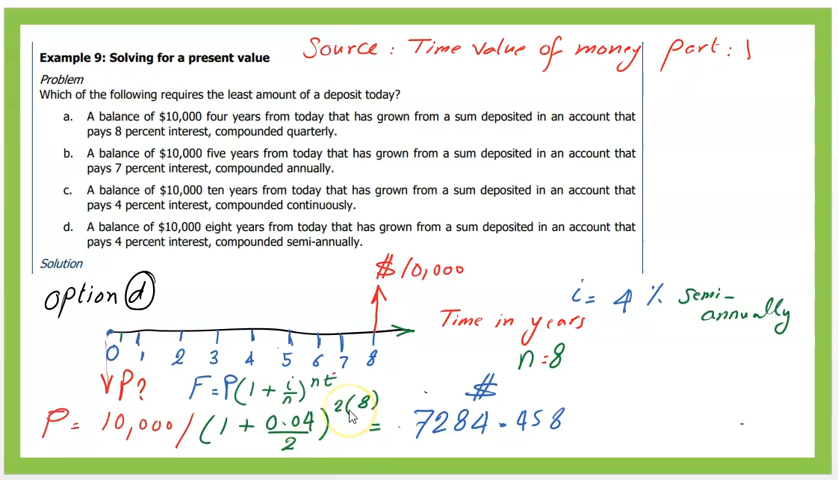 Source: Time value of money part: 1
Example 9: Solving for a present value
Problem
Which of the following requires the least amount of a deposit today?
a. A balance of $10,000 four years from today that has grown from a sum deposited in an account that
pays 8 percent interest, compounded quarterly.
b. A balance of $10,000 five years from today that has grown from a sum deposited in an account that
pays 7 percent interest, compounded annually.
c. A balance of $10,000 ten years from today that has grown from a sum deposited in an account that
pays 4 percent interest, compounded continuously.
d. A balance of $10,000 eight years from today that has grown from a sum deposited in an account that
pays 4 percent interest, compounded semi-annually.
Solution
$10,000
option d
i = 4 % semi-
annually
Time in years
0 1 2 3 4 5 6 7 8
n=8
P? F=P(1+i/n)^nt
$
P = 10,000/(1+0.04/2)^2(8) = 7284.458